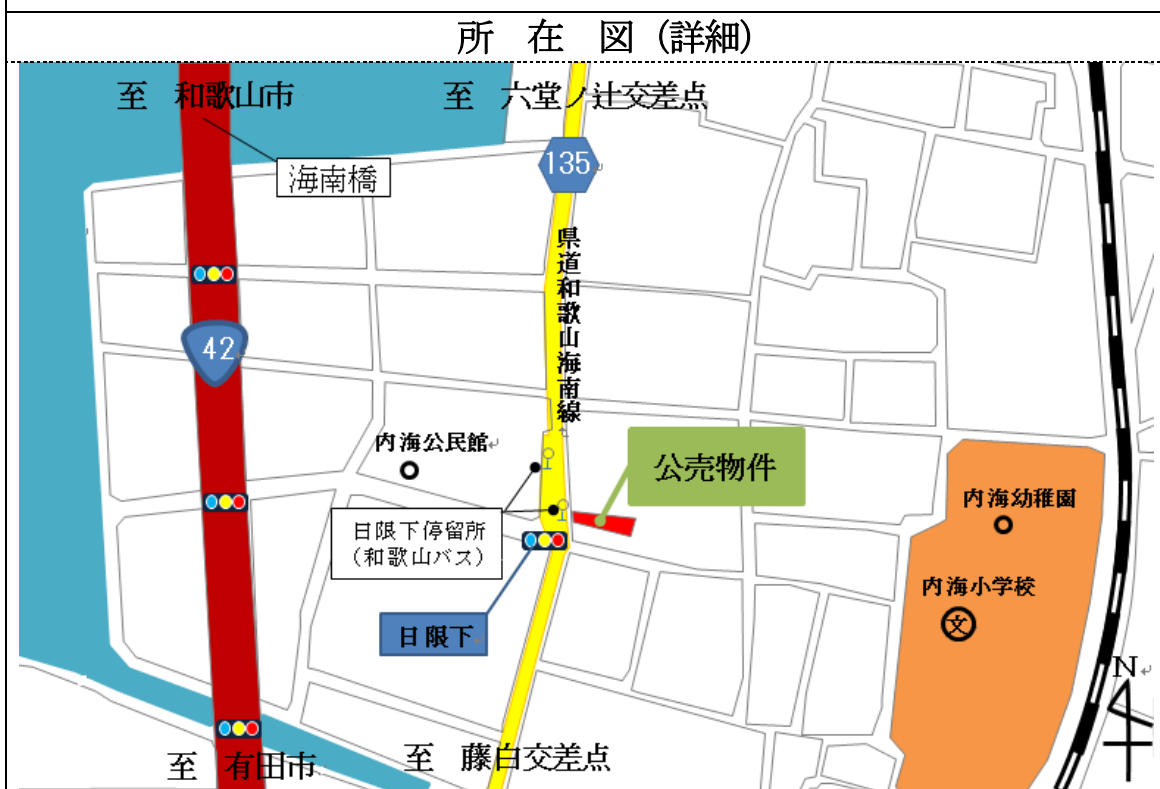 所在図(詳細)
至 和歌山市
至 六堂ノ辻交差点
海南橋
135
県道和歌山海南線
42
内海公民館
公売物件
内海幼稚園
日限下停留所
(和歌山バス)
内海小学校
文
日限下
N
至 藤白交差点
至 有田市